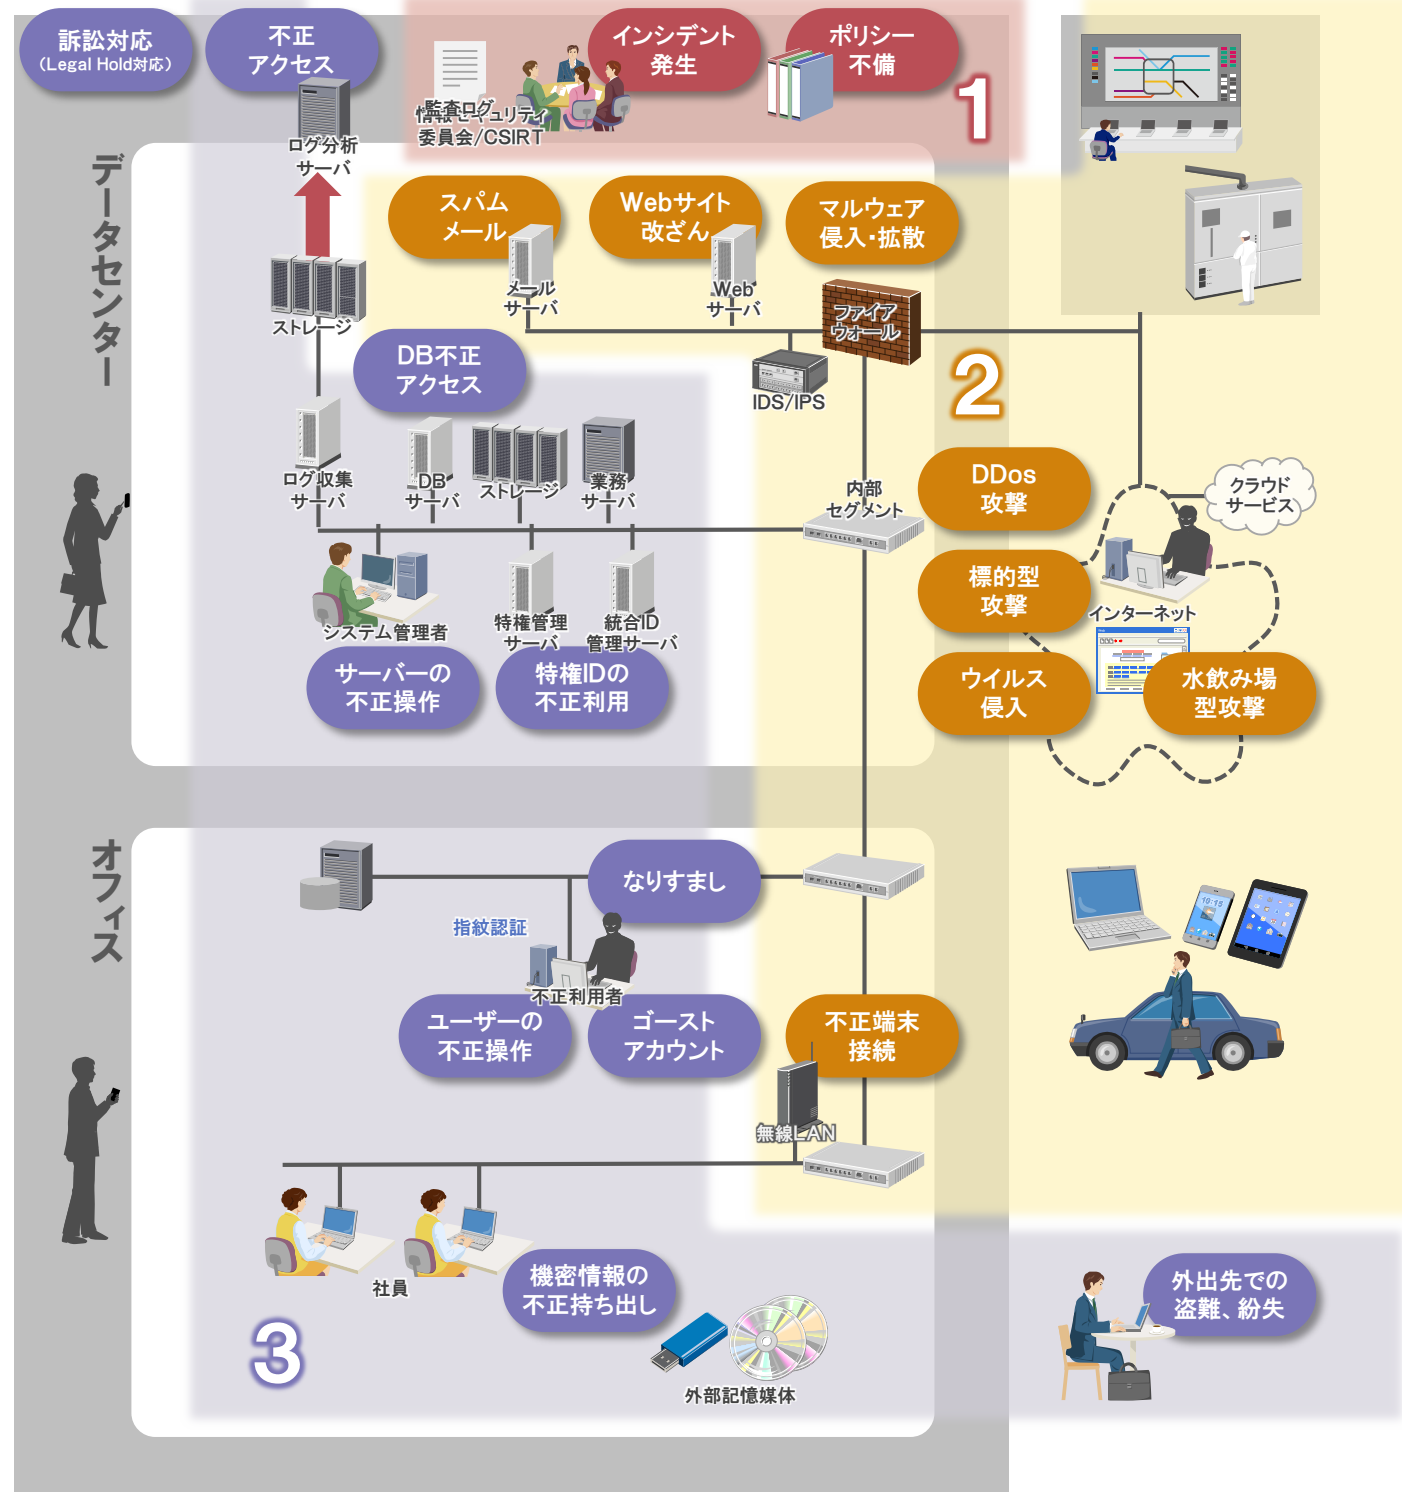 訴訟対応
（Legal Hold対応）
不正
アクセス
インシデント
発生
ポリシー
不備
1
監査ログ
情報セキュリティ
委員会/CSIRT
ログ分析
サーバ
データセンター
スパム
メール
Webサイト
改ざん
マルウェア
侵入・拡散
メール
サーバ
Web
サーバ
ファイア
ウォール
ストレージ
DB不正
アクセス
IDS/IPS
2
ログ収集
サーバ
DB
サーバ
ストレージ
業務
サーバ
内部
セグメント
DDos
攻撃
クラウド
サービス
標的型
攻撃
インターネット
システム管理者
特権管理
サーバ
統合ID
管理サーバ
サーバーの
不正操作
特権IDの
不正利用
ウイルス
侵入
水飲み場
型攻撃
オフィス
なりすまし
指紋認証
不正利用者
10:15
ユーザーの
不正操作
ゴースト
アカウント
不正端末
接続
無線LAN
社員
機密情報の
不正持ち出し
外出先での
盗難、紛失
3
外部記憶媒体